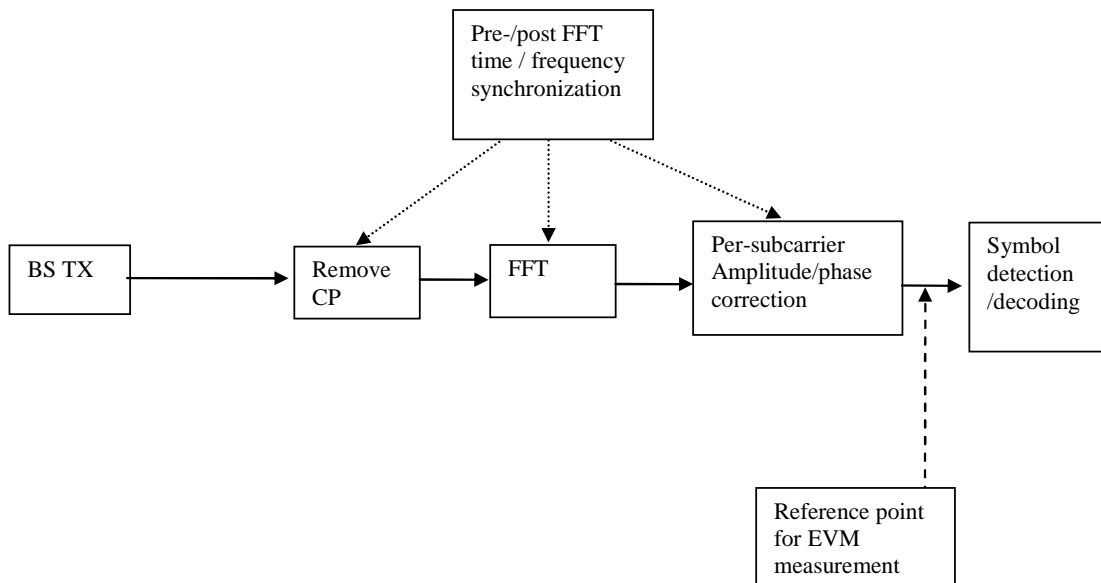 Pre-/post FFT
time / frequency
synchronization
BS TX
Remove
CP
FFT
Per-subcarrier
Amplitude/phase
correction
Symbol
detection
/decoding
Reference point
for EVM
measurement